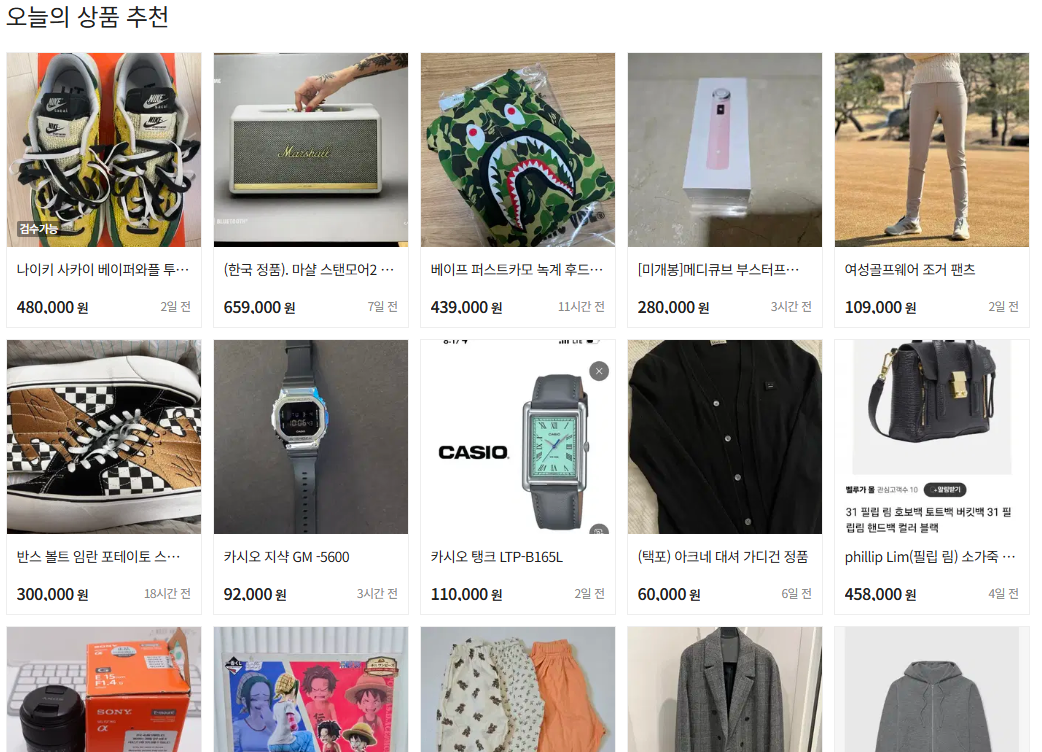 오늘의 상품 추천
NIKE
sacai
NIKE
sacai
검수가능
Marshall
나이키 사카이 베이퍼와플 투…
480,000 원
2일 전
(한국 정품). 마샬 스탠모어2 …
659,000 원
7일 전
베이프 퍼스트카모 녹계 후드…
439,000 원
11시간 전
[미개봉]메디큐브 부스터프…
280,000 원
3시간 전
여성골프웨어 조거 팬츠
109,000 원
2일 전
CASIO
펠루가 몰 관심고객수 10
+알림받기
31 필립 림 호보백 토트백 버킷백 31 필
립림 핸드백 컬러 블랙
반스 볼트 임란 포테이토 스…
300,000 원
18시간 전
카시오 지샥 GM -5600
92,000 원
3시간 전
카시오 탱크 LTP-B165L
110,000 원
2일 전
(택포) 아크네 대셔 가디건 정품
60,000 원
6일 전
phillip Lim(필립 림) 소가죽 …
458,000 원
4일 전
SONY
G
E 15mm
F1.4 G
SONY
α